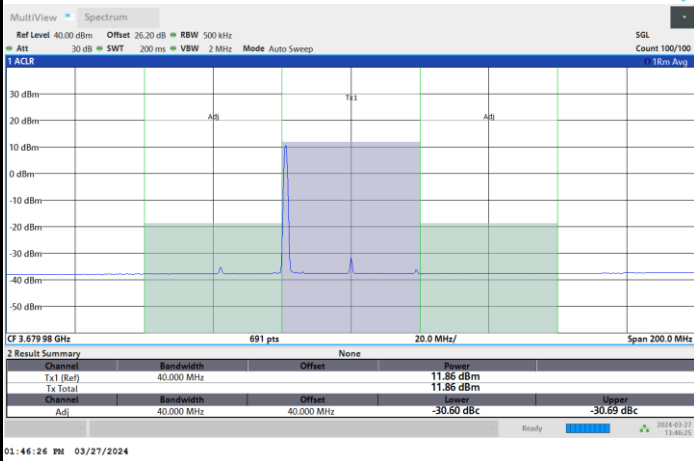 MultiView Spectrum
Ref Level 40.00 dBm Offset 26.20 dB RBW 500 kHz SGL
Att 30 dB SWT 200 ms VBW 2 MHz Mode Auto Sweep Count 100/100
1 ACLR 1Rm Avg
30 dBm
Tx1
20 dBm
Adj Adj
10 dBm
0 dBm
-10 dBm
-20 dBm
-30 dBm
-40 dBm
-50 dBm
CF 3.67998 GHz 691 pts 20.0 MHz/ Span 200.0 MHz
2 Result Summary None
Channel Bandwidth Offset Power
Tx1 (Ref) 40.000 MHz 11.86 dBm
Tx Total 11.86 dBm
Channel Bandwidth Offset Lower Upper
Adj 40.000 MHz 40.000 MHz -30.60 dBc -30.69 dBc
Ready 2024-03-27
13:46:25
01:46:26 PM 03/27/2024